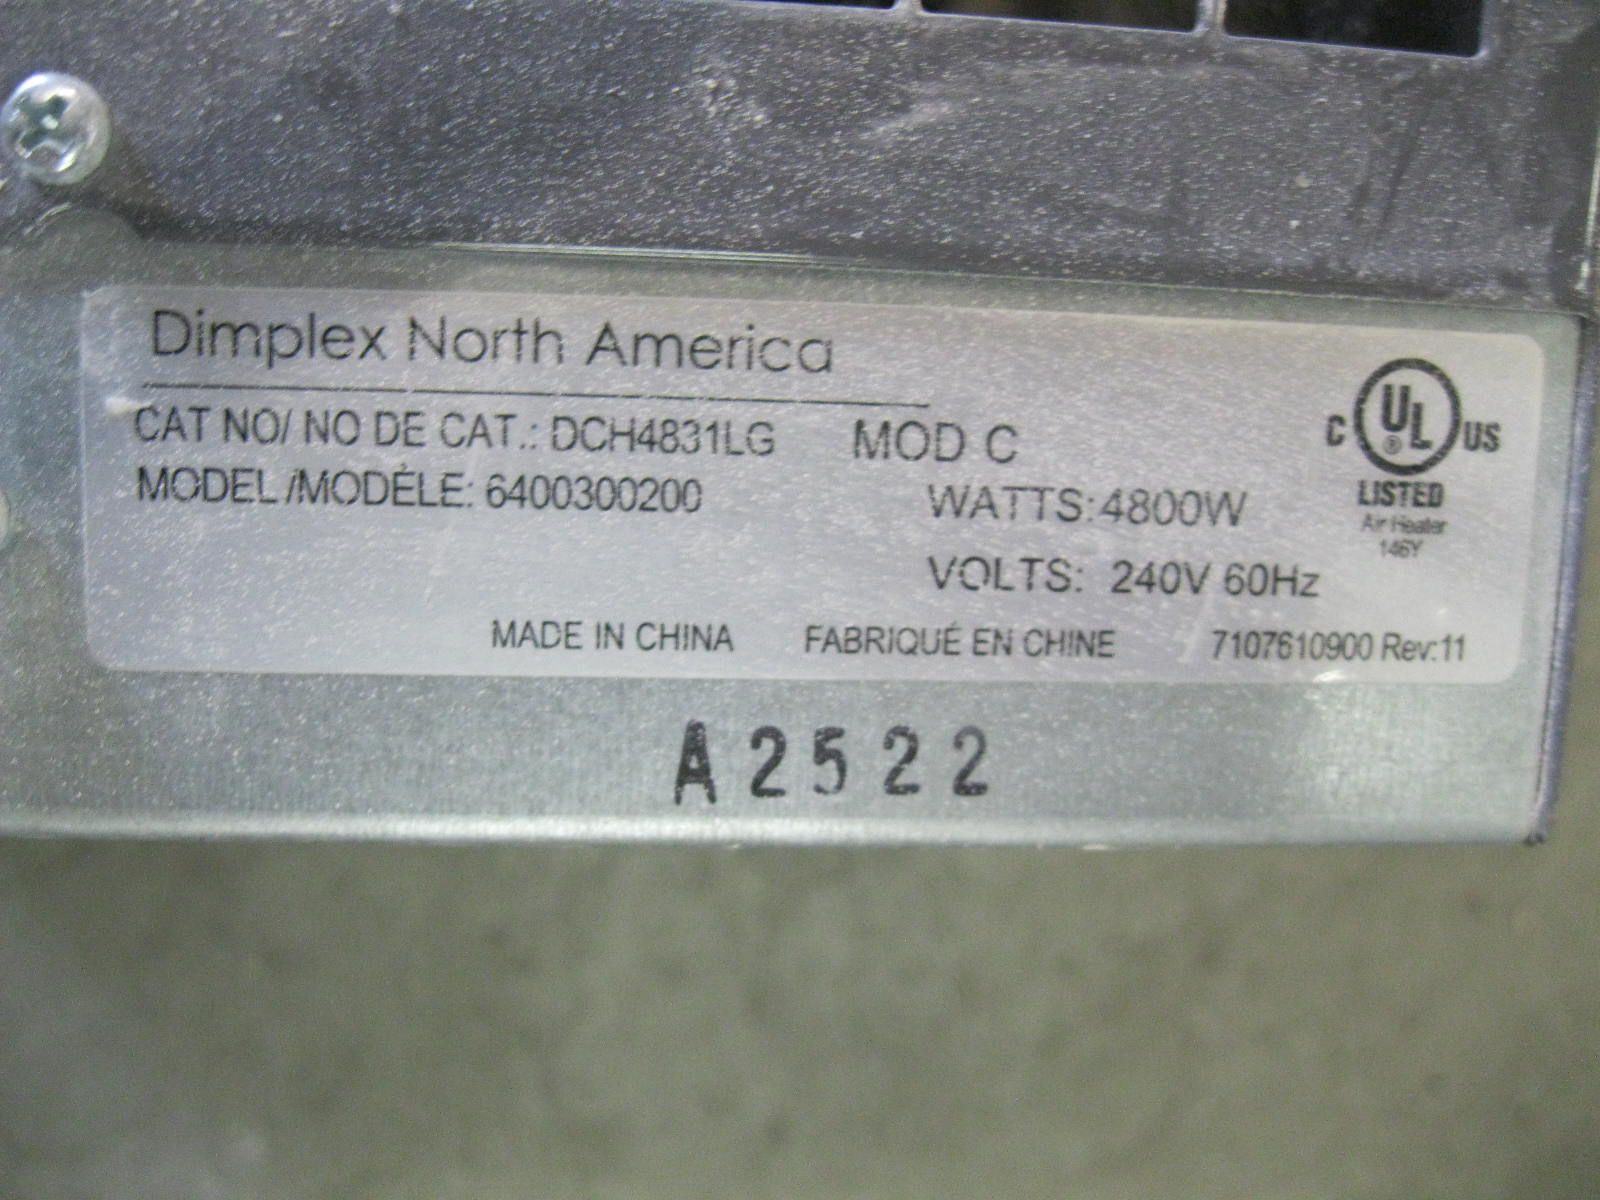 Dimplex North America
CAT NO/ NO DE CAT.: DCH4831LG MOD C
MODEL /MODÈLE: 6400300200 WATTS:4800W
VOLTS: 240V 60Hz
C UL® US
LISTED
Air Heater
146Y
MADE IN CHINA FABRIQUÉ EN CHINE 7107610900 Rev:11
A2522